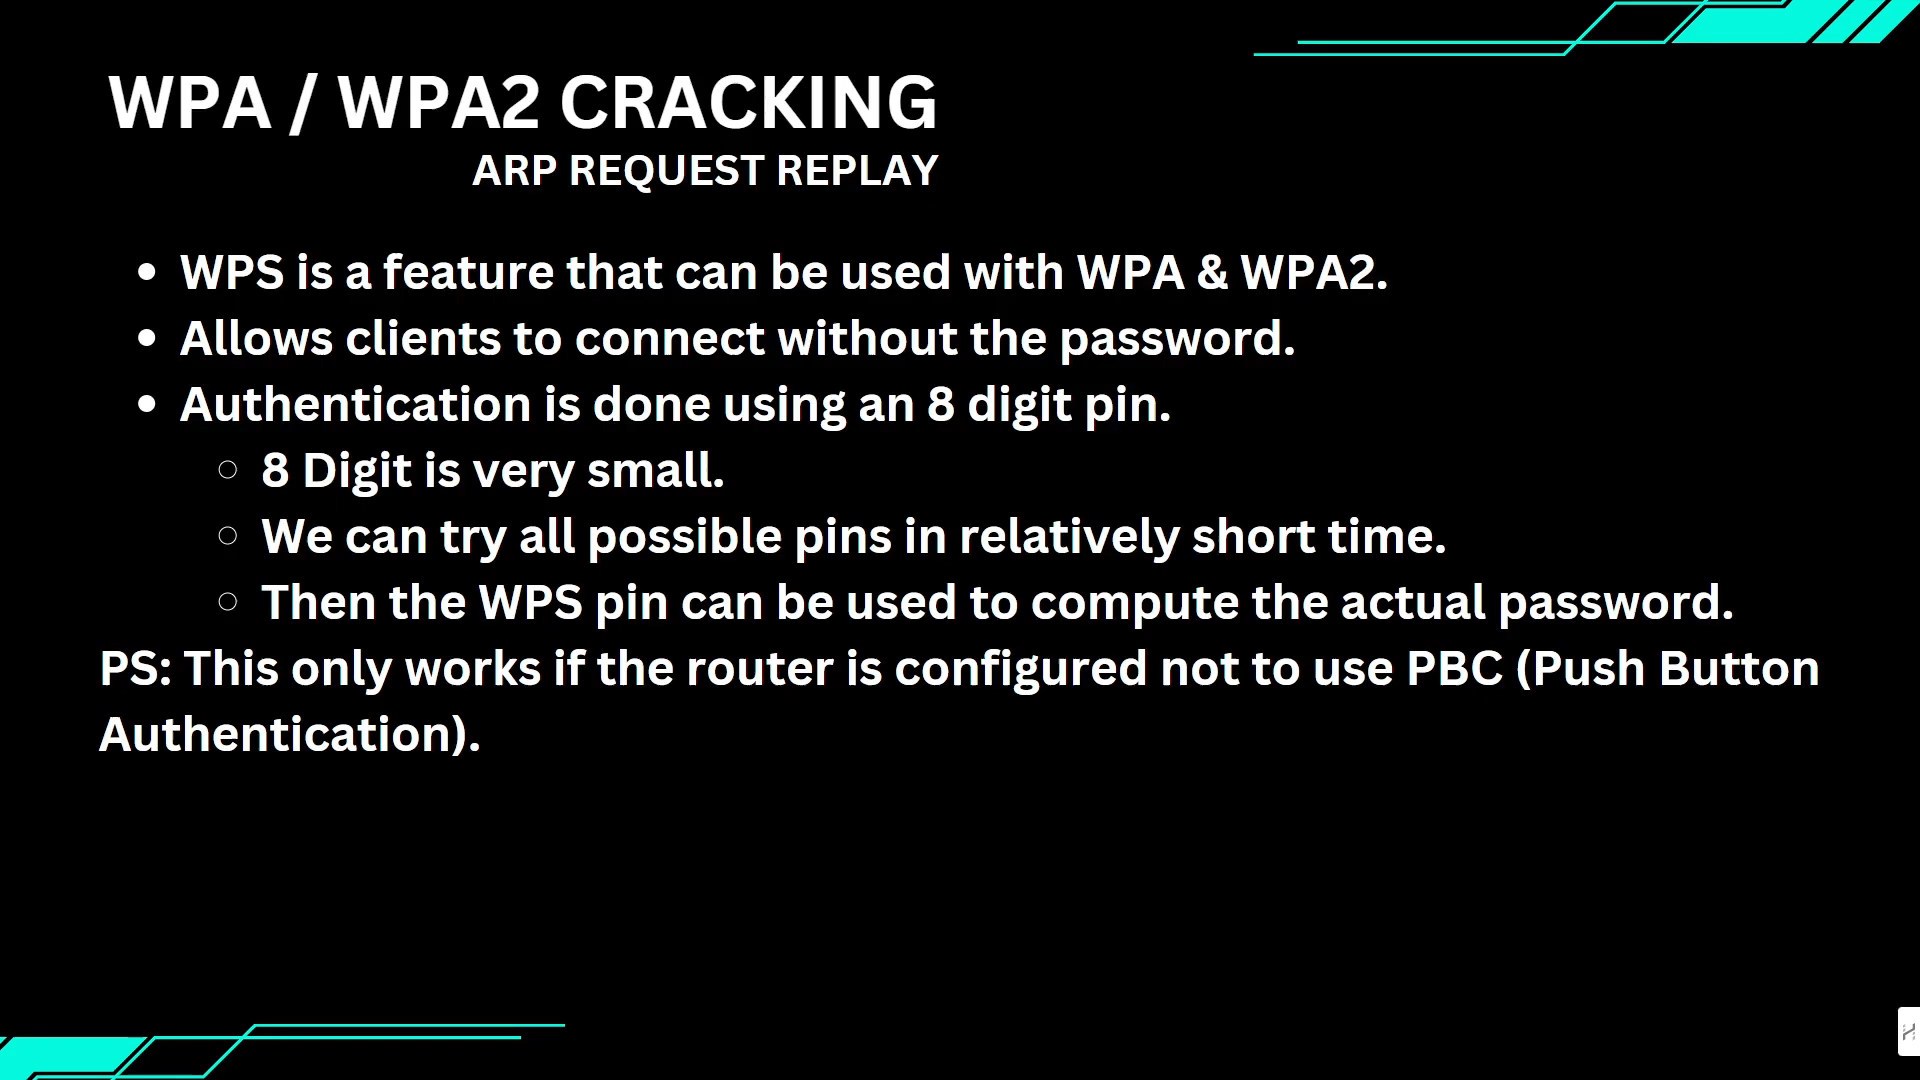 WPA / WPA2 CRACKING
ARP REQUEST REPLAY
• WPS is a feature that can be used with WPA & WPA2.
• Allows clients to connect without the password.
• Authentication is done using an 8 digit pin.
○ 8 Digit is very small.
○ We can try all possible pins in relatively short time.
○ Then the WPS pin can be used to compute the actual password.
PS: This only works if the router is configured not to use PBC (Push Button
Authentication).